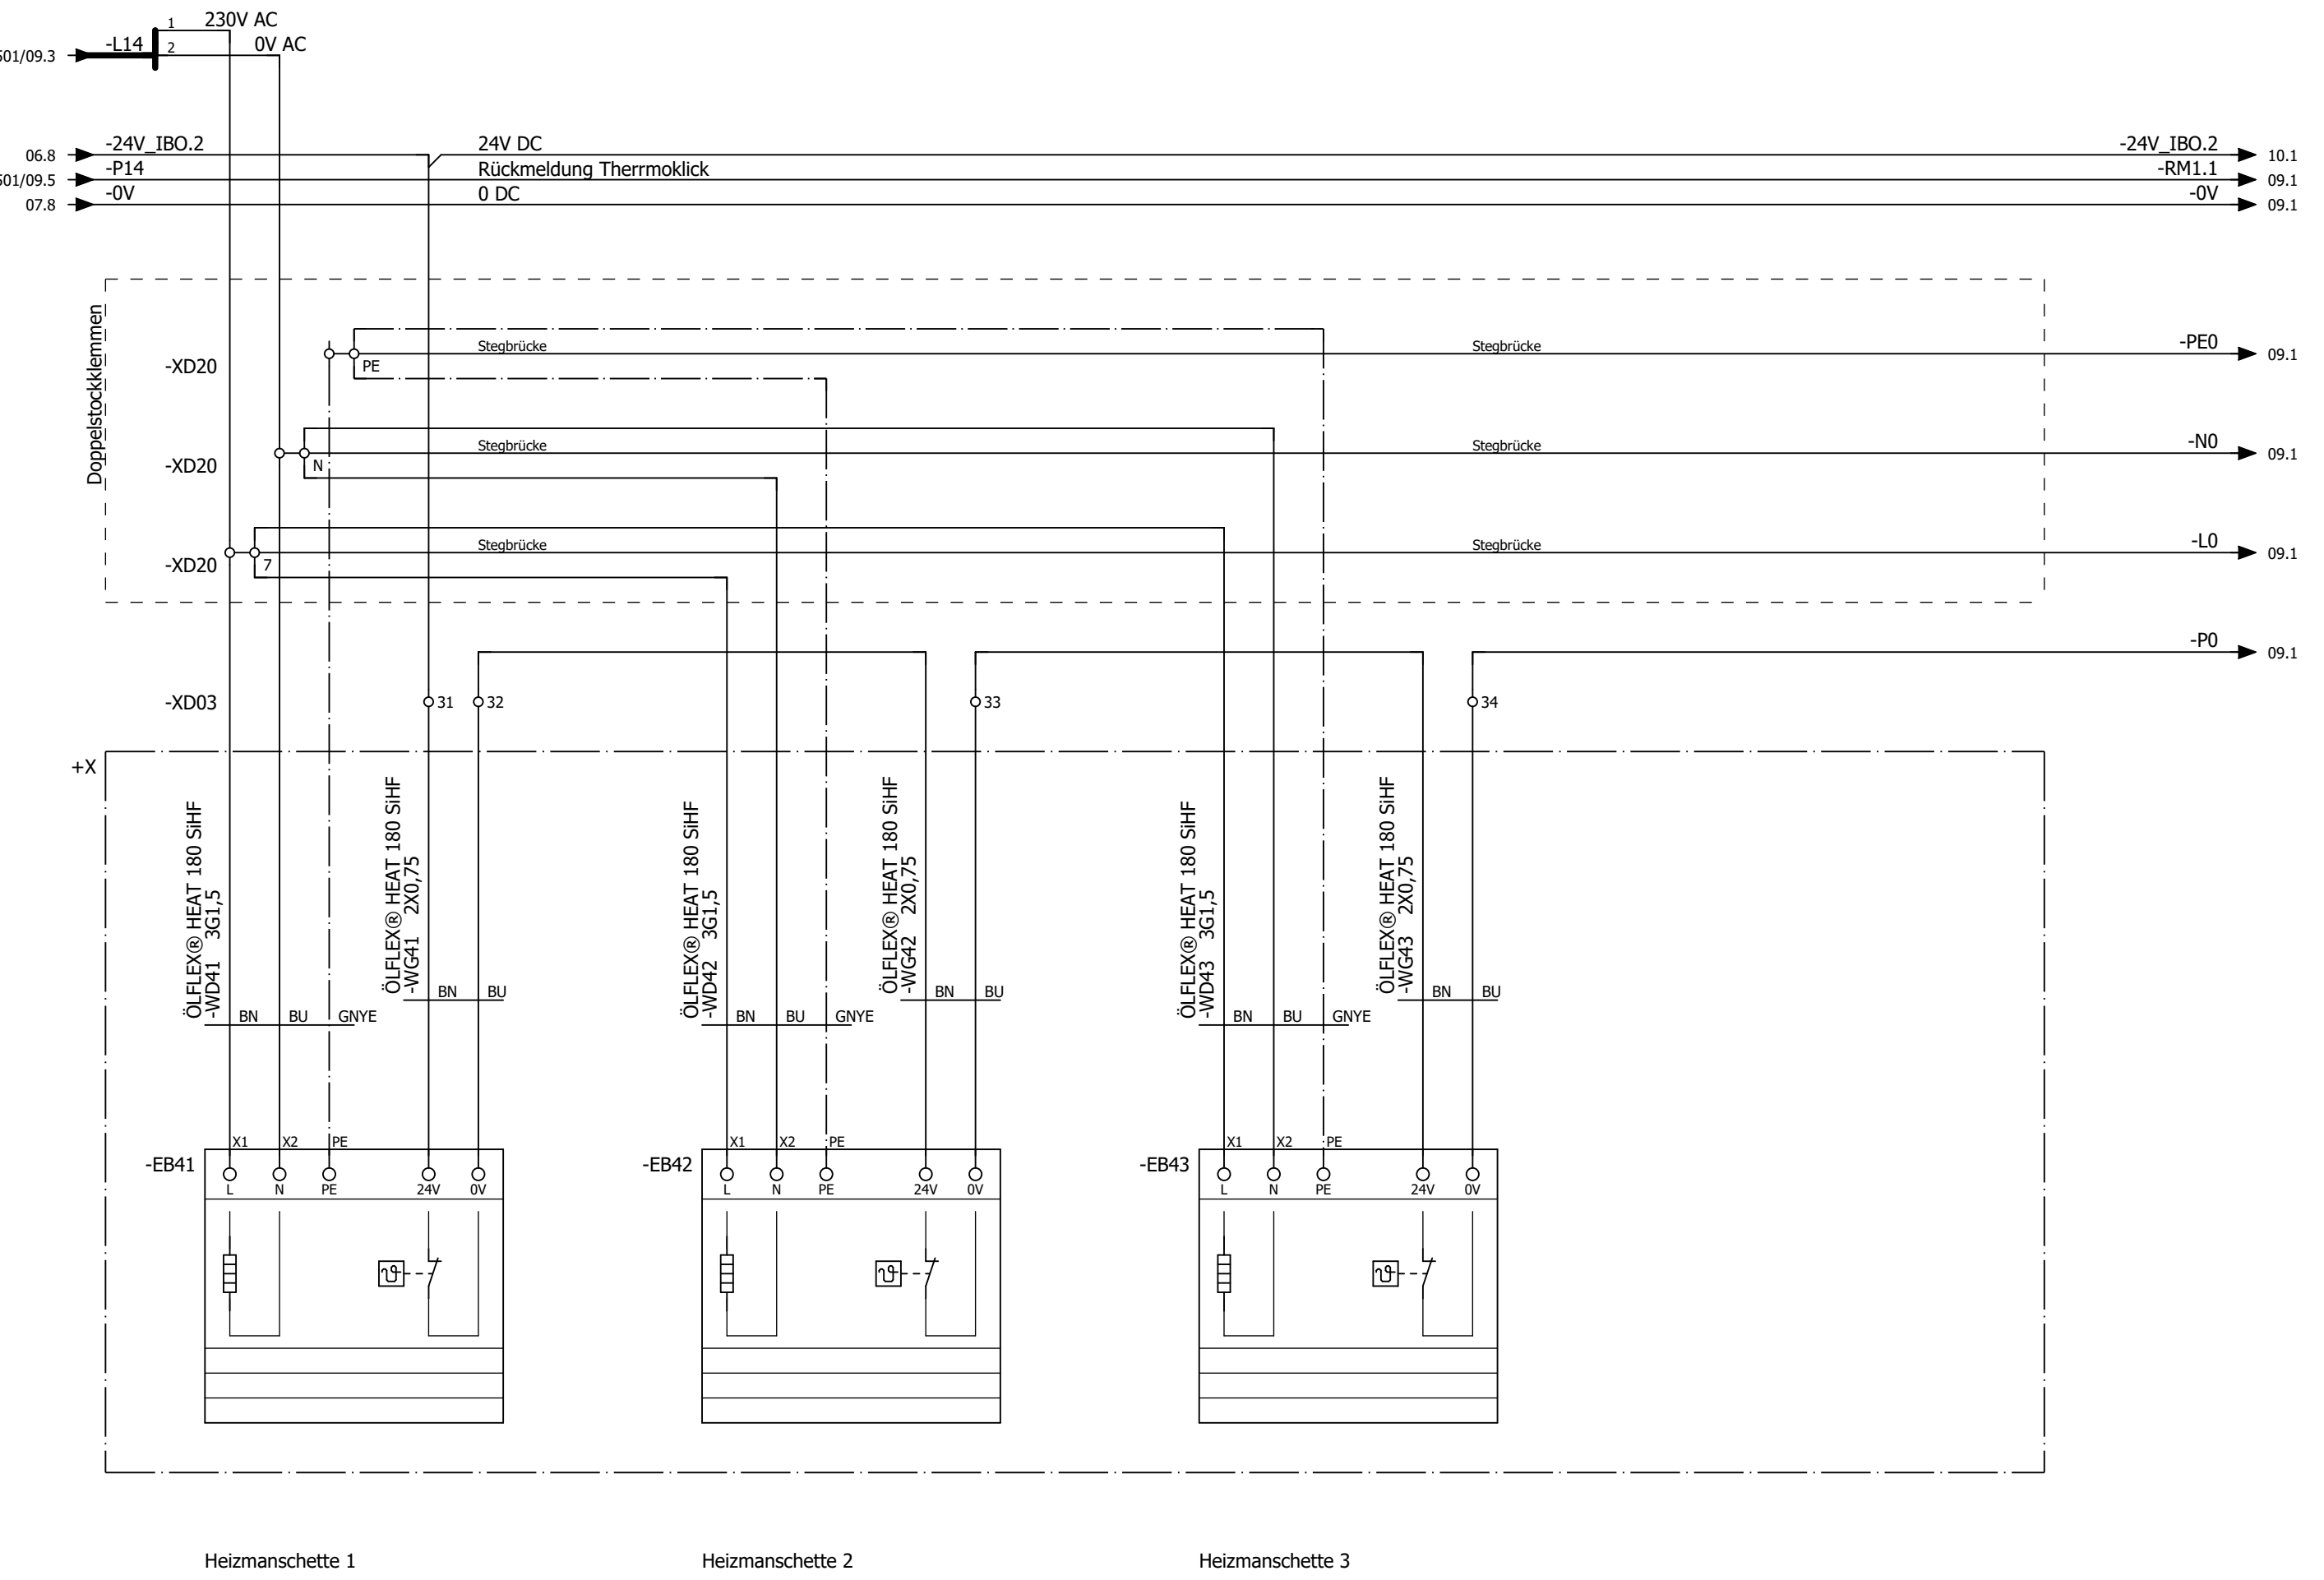 1 230V AC
-L14 2 0V AC
501/09.3
-24V_IBO.2 24V DC -24V_IBO.2
06.8 10.1
-P14 Rückmeldung Therrmoklick -RM1.1
501/09.5 09.1
-0V 0 DC -0V
07.8 09.1
Doppelstockklemmen
Stegbrücke Stegbrücke -PE0
-XD20 PE 09.1
Stegbrücke Stegbrücke -N0
-XD20 N 09.1
Stegbrücke Stegbrücke -L0
-XD20 7 09.1
-P0
09.1
-XD03 31 32 33 34
+X
ÖLFLEX® HEAT 180 SiHF
-WD41 3G1,5
ÖLFLEX® HEAT 180 SiHF
-WG41 2X0,75
ÖLFLEX® HEAT 180 SiHF
-WD42 3G1,5
ÖLFLEX® HEAT 180 SiHF
-WG42 2X0,75
ÖLFLEX® HEAT 180 SiHF
-WD43 3G1,5
ÖLFLEX® HEAT 180 SiHF
-WG43 2X0,75
BN BU BN BU BN BU
BN BU GNYE BN BU GNYE BN BU GNYE
X1 X2 PE X1 X2 PE X1 X2 PE
-EB41 -EB42 -EB43
L N PE 24V 0V L N PE 24V 0V L N PE 24V 0V
Heizmanschette 1 Heizmanschette 2 Heizmanschette 3